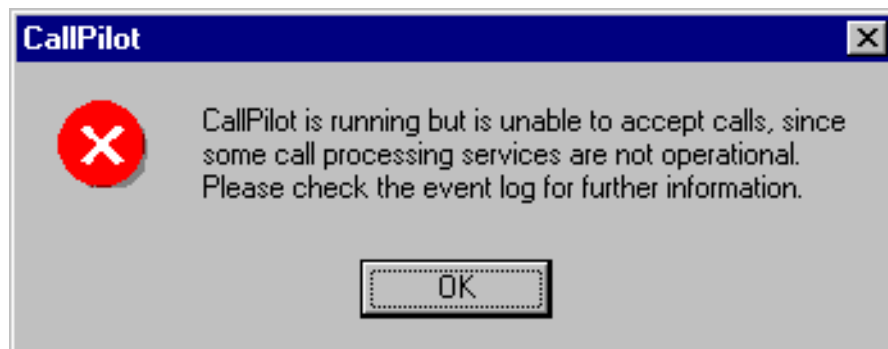 CallPilot
CallPilot is running but is unable to accept calls, since
some call processing services are not operational.
Please check the event log for further information.
OK